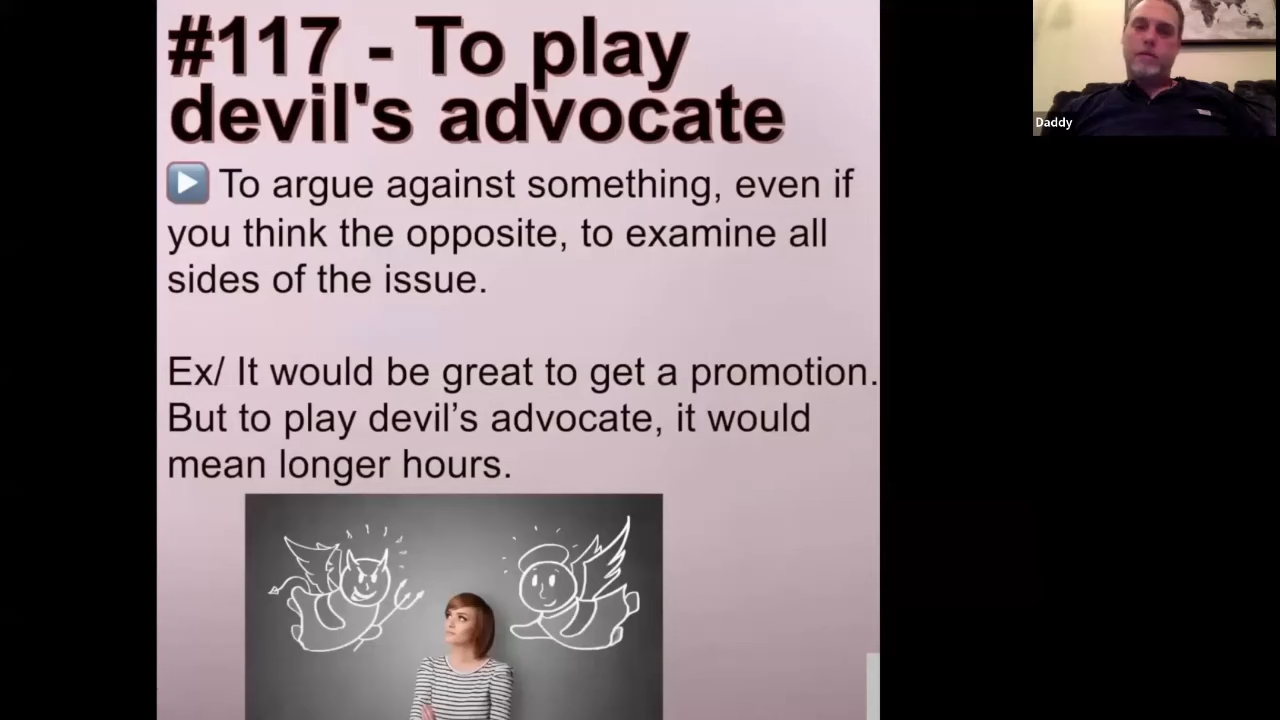 #117 - To play
devil's advocate
▶ To argue against something, even if
you think the opposite, to examine all
sides of the issue.
Ex/ It would be great to get a promotion.
But to play devil’s advocate, it would
mean longer hours.
Daddy